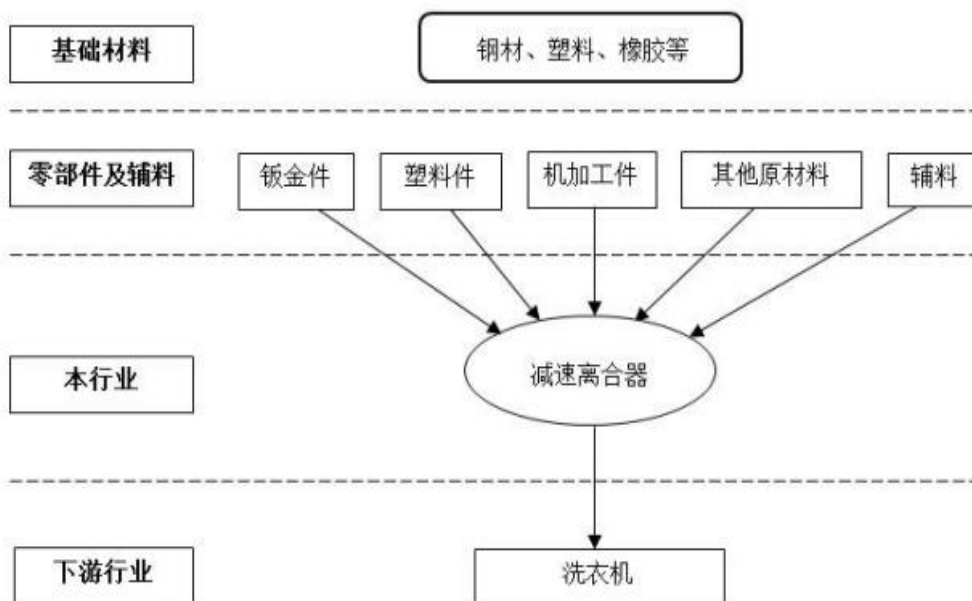 基础材料
钢材、塑料、橡胶等
零部件及辅料
钣金件
塑料件
机加工件
其他原材料
辅料
本行业
减速离合器
下游行业
洗衣机